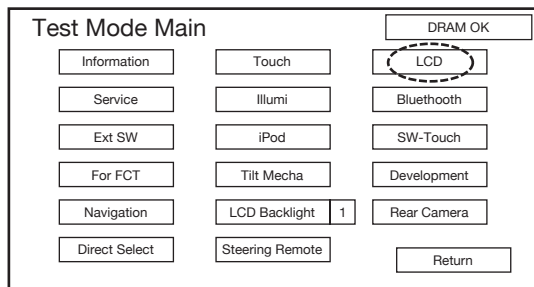 Test Mode Main
DRAM OK
Information
Touch
LCD
Service
Illumi
Bluethooth
Ext SW
iPod
SW-Touch
For FCT
Tilt Mecha
Development
Navigation
LCD Backlight 1
Rear Camera
Direct Select
Steering Remote
Return